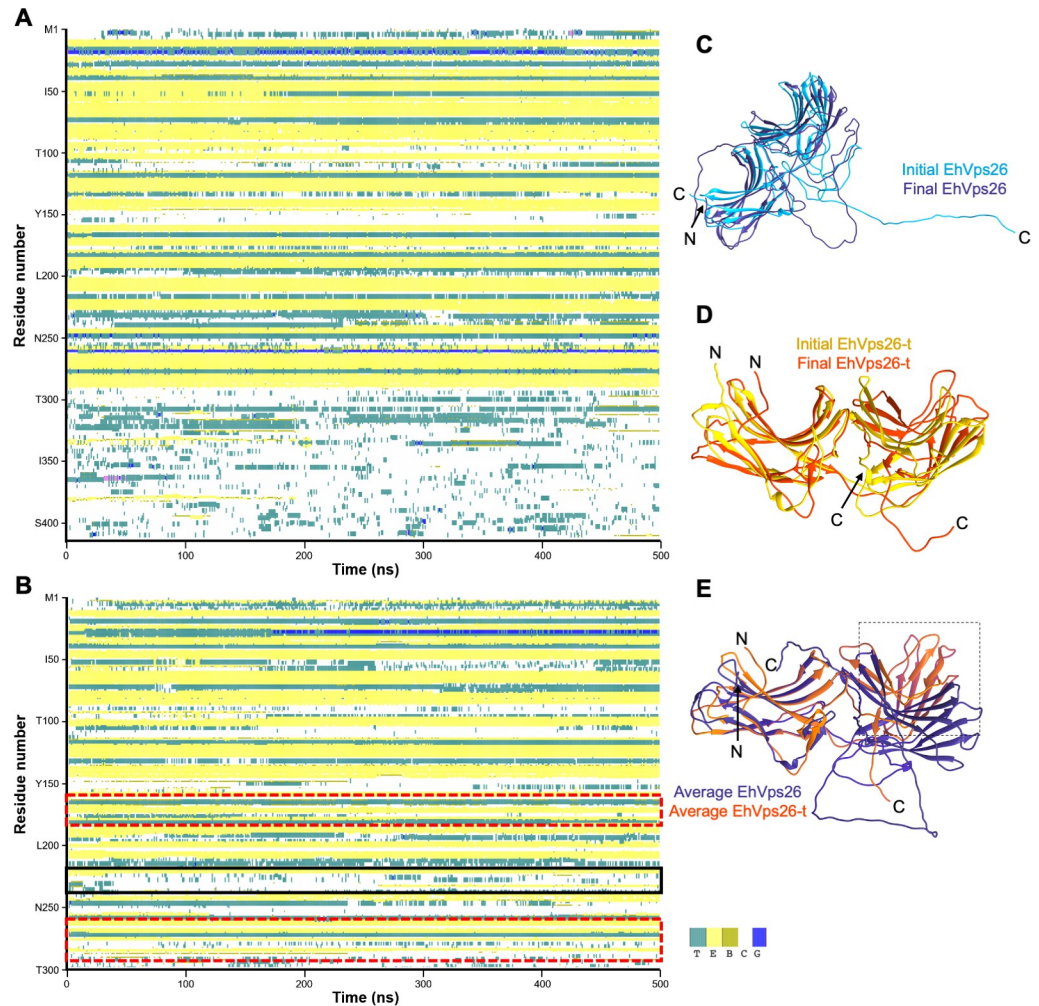 A
Residue number
M1
I50
T100
Y150
L200
N250
T300
I350
S400
0
100
200
300
400
500
Time (ns)
B
Residue number
M1
I50
T100
Y150
L200
N250
T300
0
100
200
300
400
500
Time (ns)
C
Initial EhVps26
Final EhVps26
C
N
C
D
N
N
Initial EhVps26-t
Final EhVps26-t
C
C
E
N
C
N
Average EhVps26
Average EhVps26-t
C
T E B C G